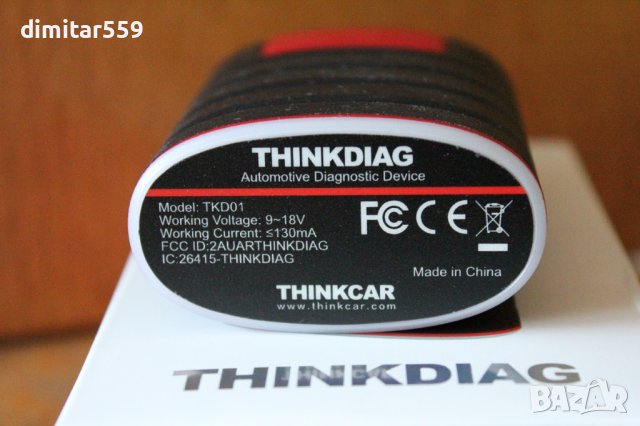 dimitar559
THINKDIAG
Automotive Diagnostic Device
Model: TKD01
Working Voltage: 9~18V
Working Current: ≤130mA
FCC ID:2AUARTHINKDIAG
IC:26415-THINKDIAG
FC CE
Made in China
THINKCAR
www.thinkcar.com
THINKDIAG
BAZAR